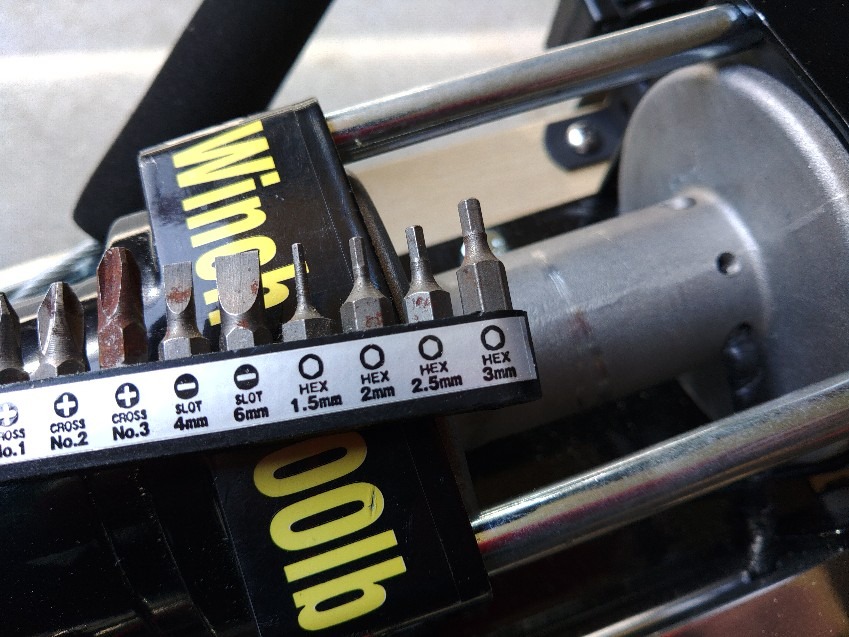 Winch
CROSS No.2
CROSS No.3
SLOT 4mm
SLOT 6mm
HEX 1.5mm
HEX 2mm
HEX 2.5mm
HEX 3mm
00lb